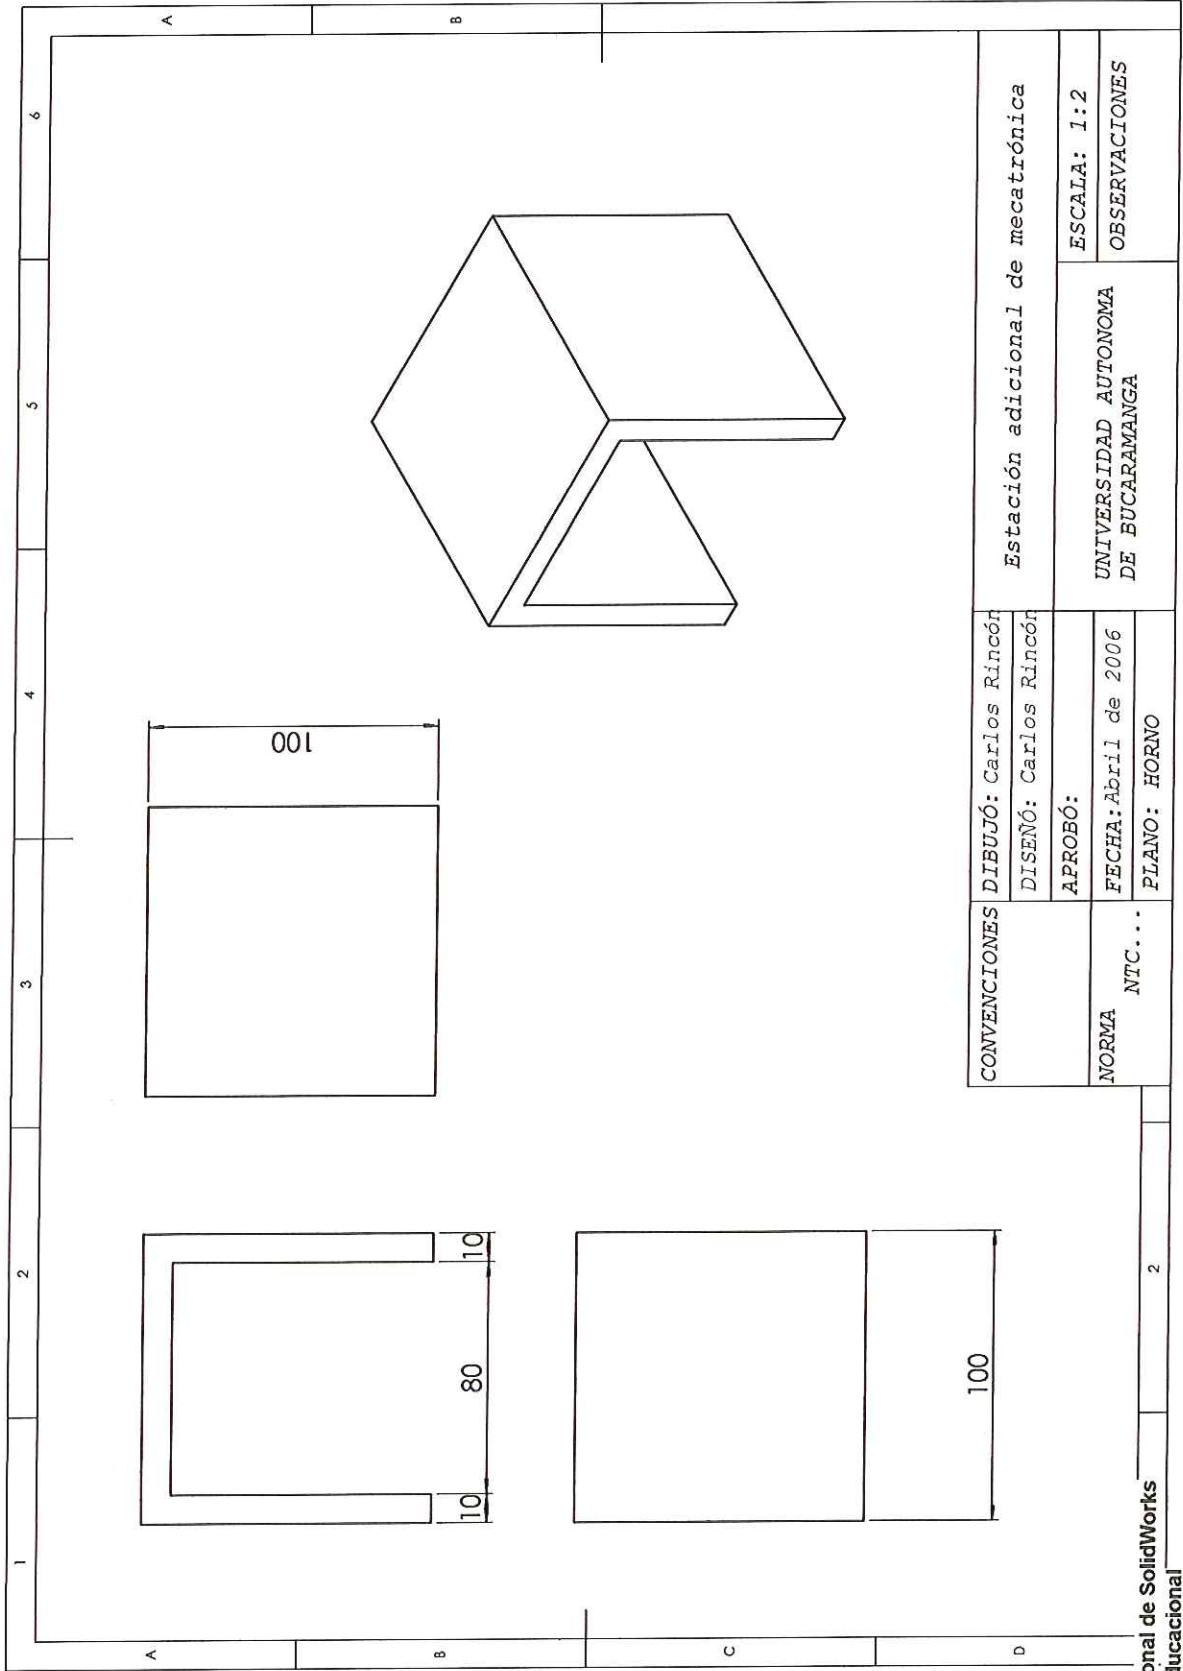 1
2
3
4
5
6
A
B
C
D
A
B
2
10
80
10
100
100
CONVENCIONES
NORMA
NTC...
DIBUJÓ: Carlos Rincón
DISEÑO: Carlos Rincón
APROBÓ:
FECHA: Abril de 2006
PLANO: HORNO
Estación adicional de mecatrónica
UNIVERSIDAD AUTONOMA
DE BUCARAMANGA
ESCALA: 1:2
OBSERVACIONES
onal de SolidWorks
ducacional